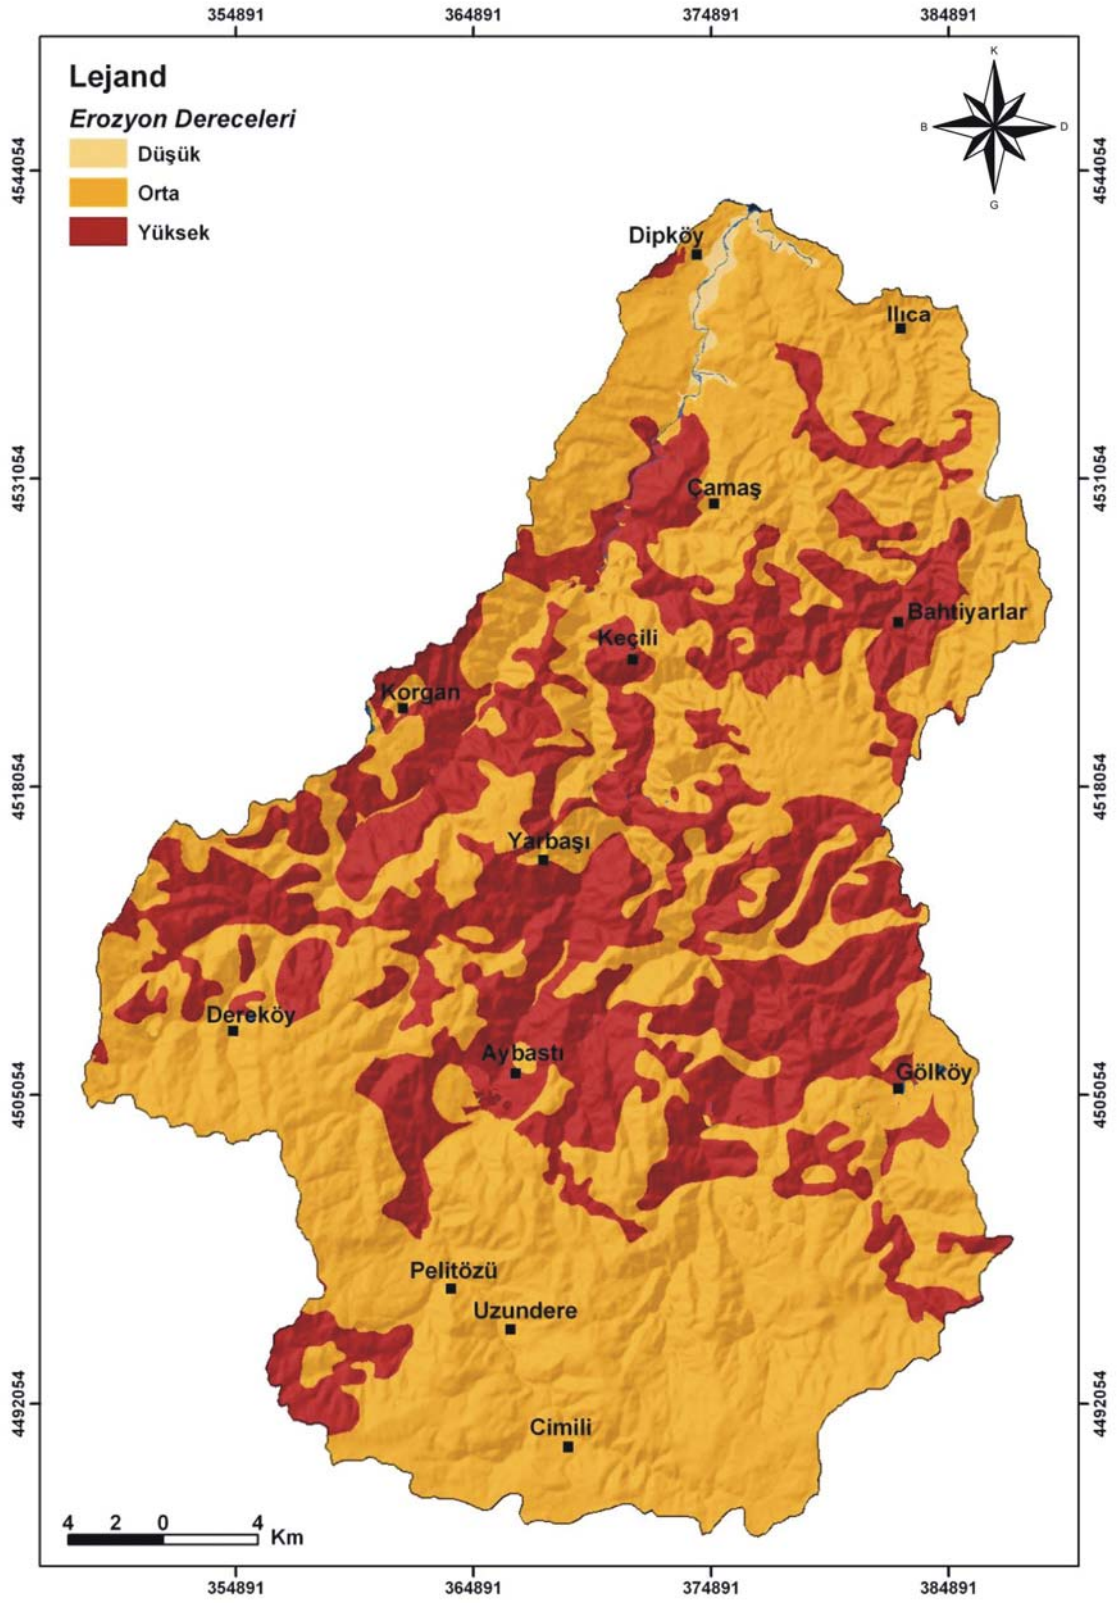 354891 364891 374891 384891
Lejand
Erozyon Dereceleri
Düşük
Orta
Yüksek
K
B D
G
4544054 4544054
Dipköy
Ilıca
4531054 4531054
Çamaş
Bahtiyarlar
Keçili
Korgan
4518054 4518054
Yarbaşı
Dereköy
Aybastı
Gölköy
4505054 4505054
Pelitözü
Uzundere
4492054 4492054
Cimili
4 2 0 4
Km
354891 364891 374891 384891